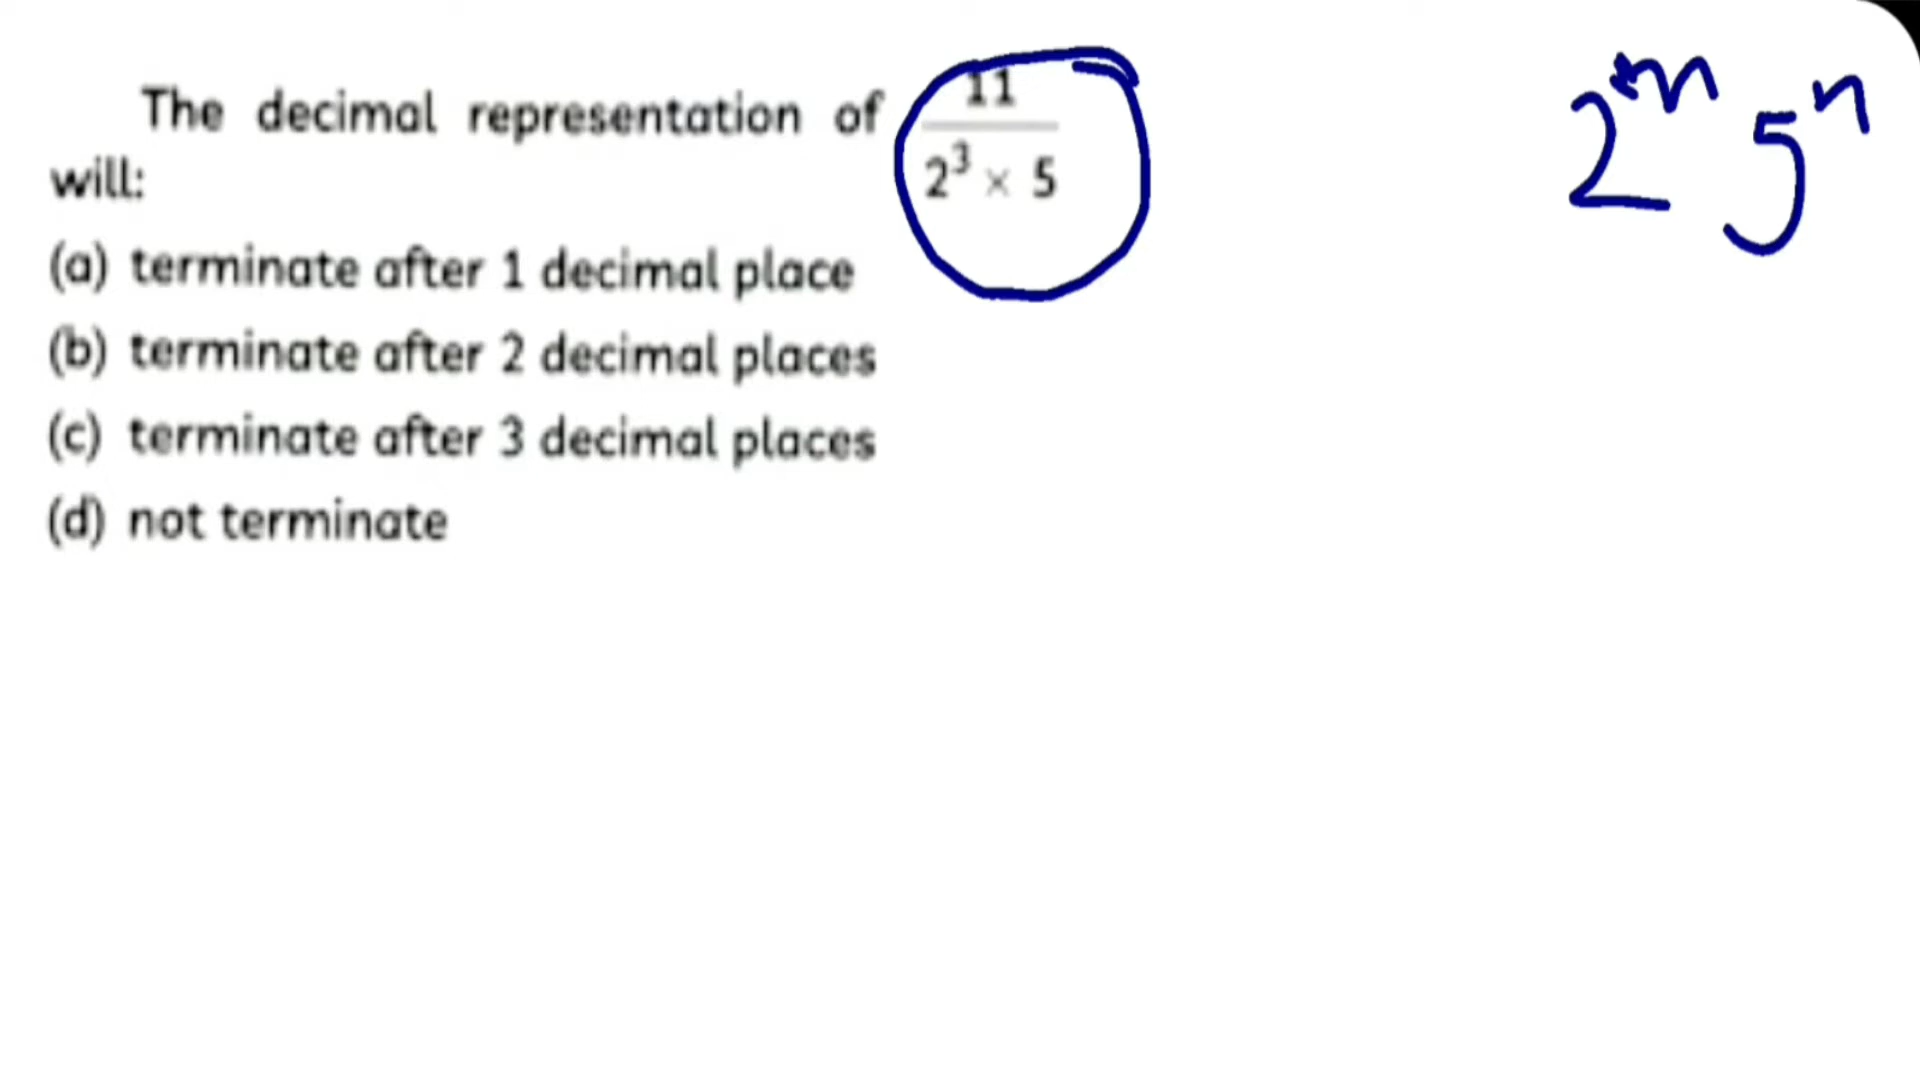 The decimal representation of 11 / 2³ × 5
will:
(a) terminate after 1 decimal place
(b) terminate after 2 decimal places
(c) terminate after 3 decimal places
(d) not terminate
2ᵐ 5ⁿ